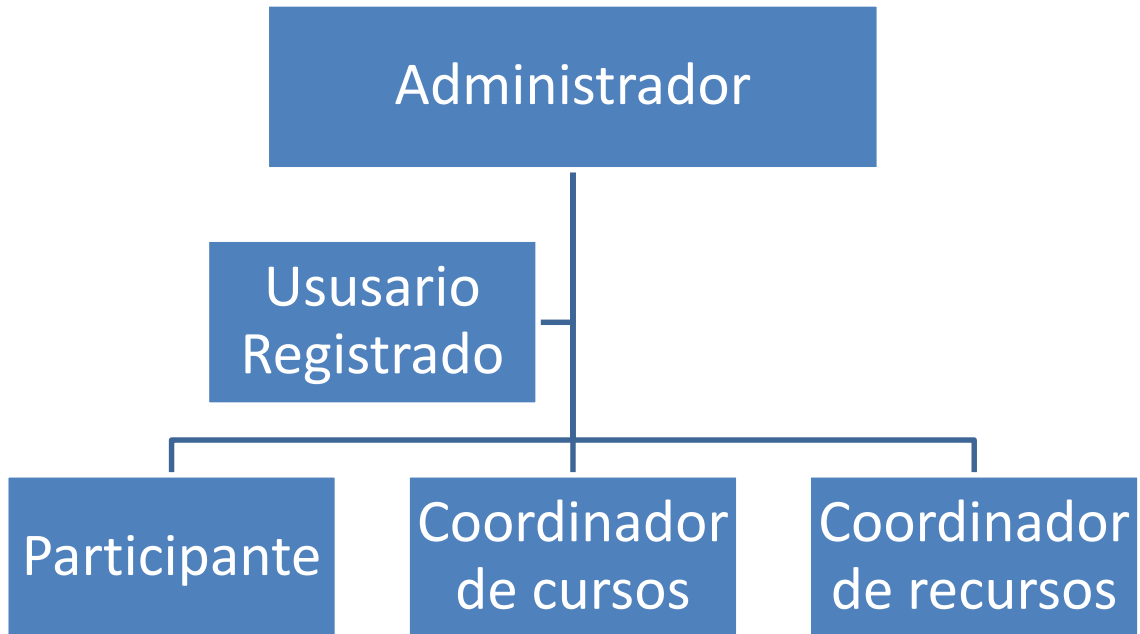 Administrador
Ususario
Registrado
Participante
Coordinador
de cursos
Coordinador
de recursos